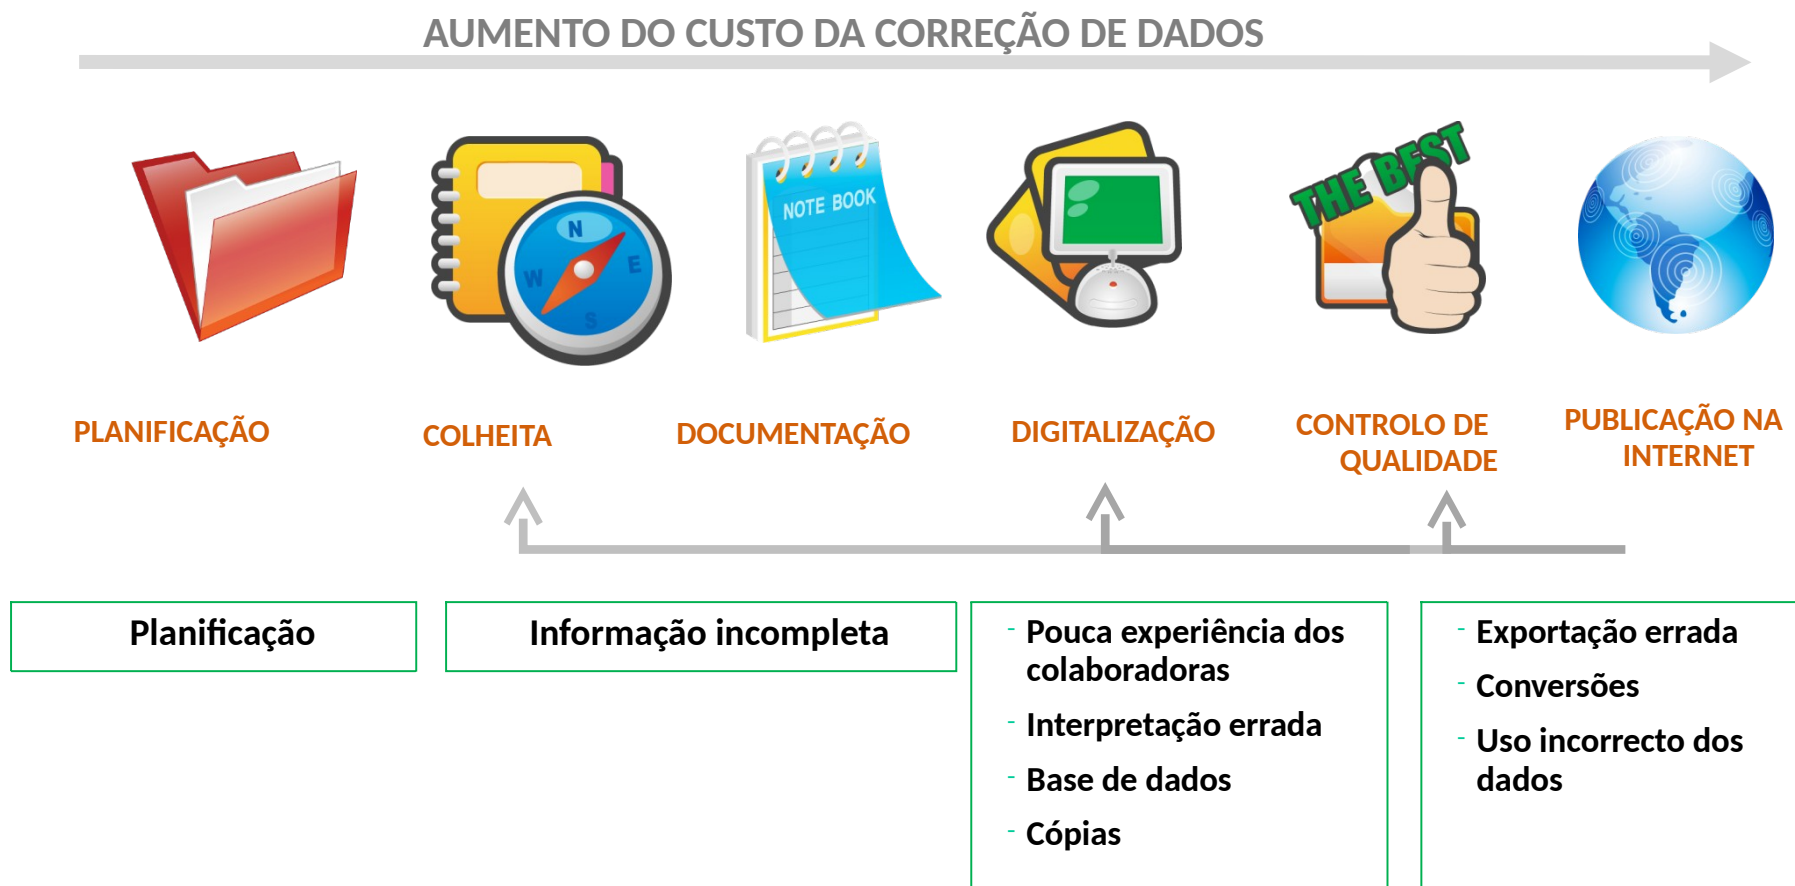 AUMENTO DO CUSTO DA CORREÇÃO DE DADOS
N
E
W
S
NOTE BOOK
THE BEST
PLANIFICAÇÃO
COLHEITA
DOCUMENTAÇÃO
DIGITALIZAÇÃO
CONTROLO DE
QUALIDADE
PUBLICAÇÃO NA
INTERNET
Planificação
Informação incompleta
- Pouca experiência dos
colaboradoras
- Interpretação errada
- Base de dados
- Cópias
- Exportação errada
- Conversões
- Uso incorrecto dos
dados